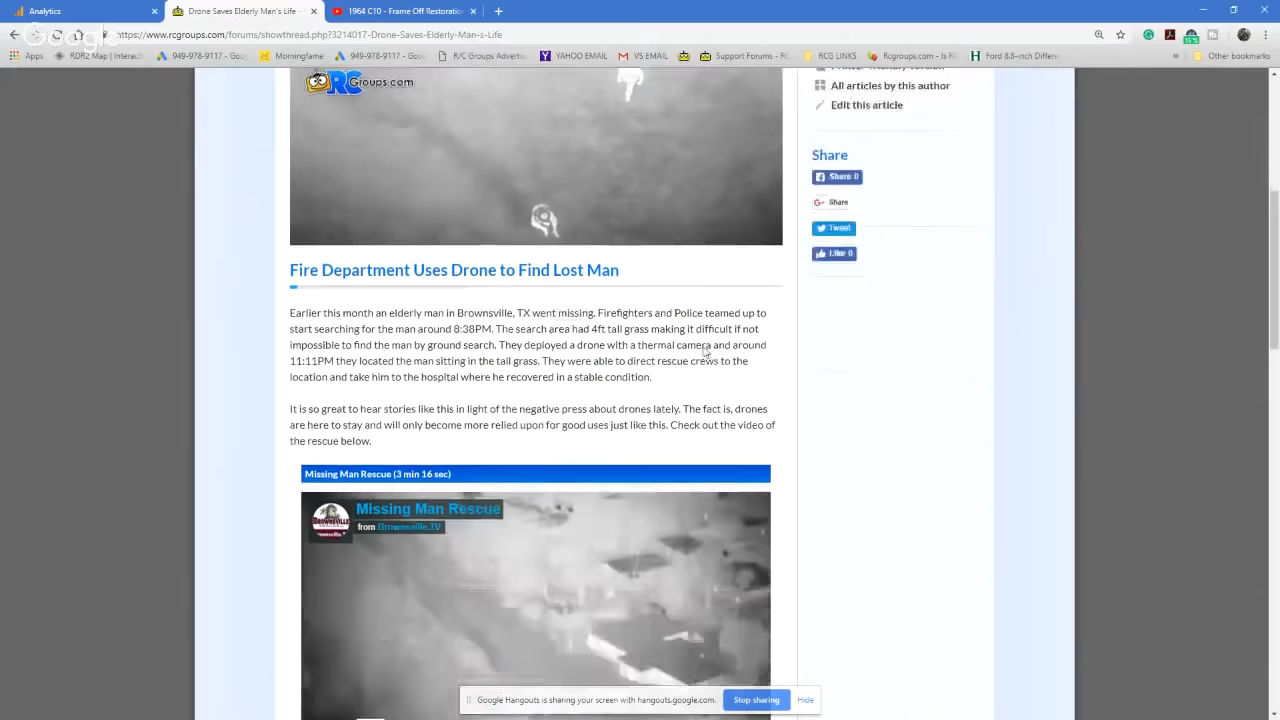 Analytics
Drone Saves Elderly Man's Life -
1964 C10 - Frame Off Restoratio
Google
https://www.rcgroups.com/forums/showthread.php?3214017-Drone-Saves-Elderly-Man-s-Life
Apps
RDR2 Map | Interactiv
949-978-9117 - Goog
949-978-9117 - Goog
R/C Groups Advertis
YAHOO EMAIL
VS EMAIL
Support Forums - RC
RCG LINKS
Rcgroups.com - Is RC
Ford 8.8-inch Differe
»
Other bookmarks
RCGroups.com
All articles by this author
Edit this article
Share
Share 0
G+ Share
Tweet
Like 0
Fire Department Uses Drone to Find Lost Man
Earlier this month an elderly man in Brownsville, TX went missing. Firefighters and Police teamed up to
start searching for the man around 8:38PM. The search area had 4ft tall grass making it difficult if not
impossible to find the man by ground search. They deployed a drone with a thermal camera and around
11:11PM they located the man sitting in the tall grass. They were able to direct rescue crews to the
location and take him to the hospital where he recovered in a stable condition.
It is so great to hear stories like this in light of the negative press about drones lately. The fact is, drones
are here to stay and will only become more relied upon for good uses just like this. Check out the video of
the rescue below.
Missing Man Rescue (3 min 16 sec)
Missing Man Rescue
from Brownsville.TV
BROWNSVILLE
Google Hangouts is sharing your screen with hangouts.google.com.
Stop sharing
Hide